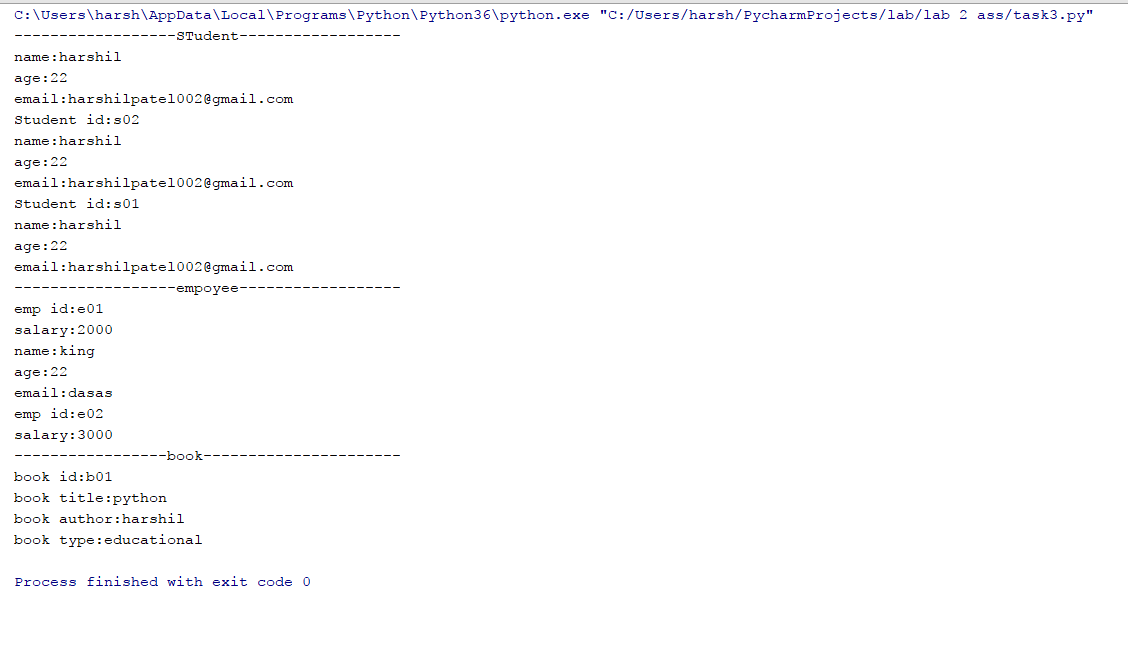 C:\Users\harsh\AppData\Local\Programs\Python\Python36\python.exe "C:/Users/harsh/PycharmProjects/lab/lab 2 ass/task3.py"
------------------STudent------------------
name:harshil
age:22
email:harshilpatel002@gmail.com
Student id:s02
name:harshil
age:22
email:harshilpatel002@gmail.com
Student id:s01
name:harshil
age:22
email:harshilpatel002@gmail.com
------------------empoyee------------------
emp id:e01
salary:2000
name:king
age:22
email:dasas
emp id:e02
salary:3000
-----------------book----------------------
book id:b01
book title:python
book author:harshil
book type:educational
Process finished with exit code 0